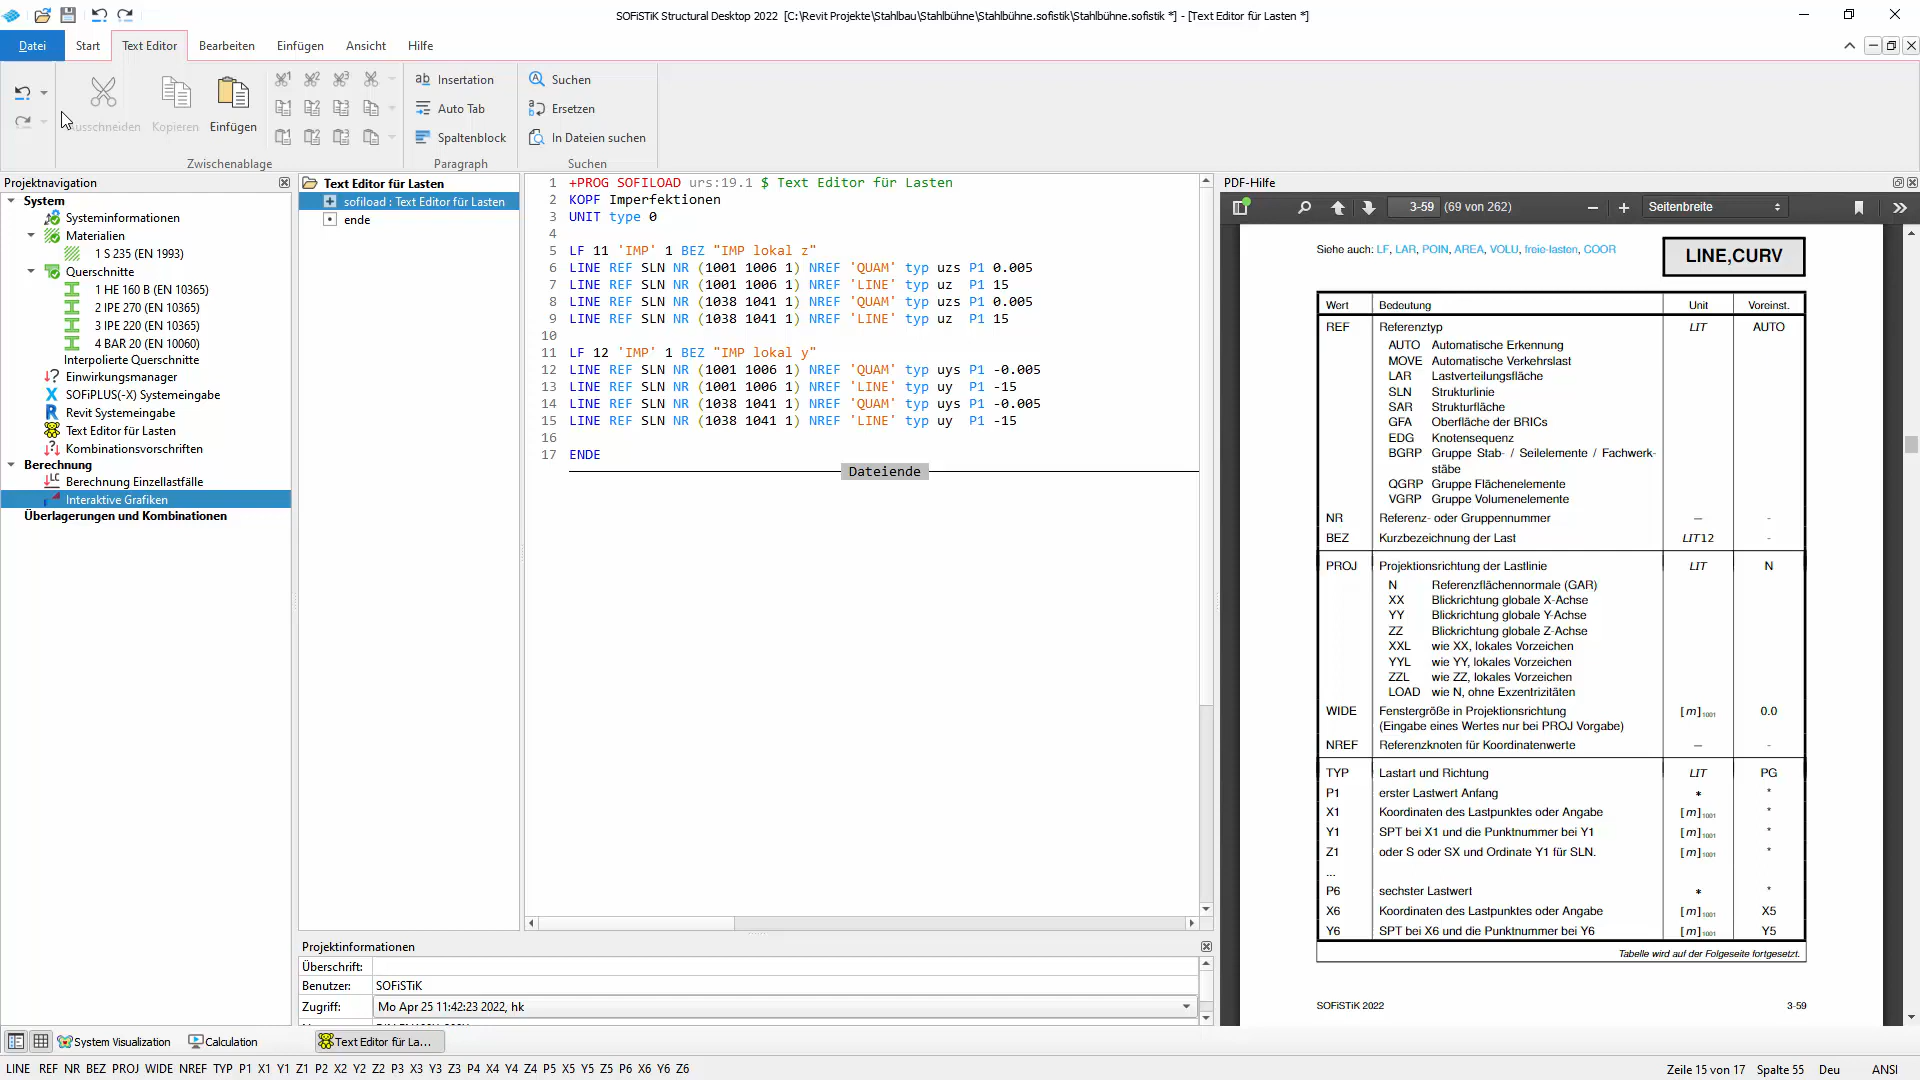 SOFiSTiK Structural Desktop 2022 [C:\Revit Projekte\Stahlbau\Stahlbühne\Stahlbühne.sofistik\Stahlbühne.sofistik *] - [Text Editor für Lasten *]
Datei Start Text Editor Bearbeiten Einfügen Ansicht Hilfe
Kopieren Einfügen
Zwischenablage
Insertation
Auto Tab
Spaltenblock
Paragraph
Suchen
Ersetzen
In Dateien suchen
Suchen
Projektnavigation
System
Systeminformationen
Materialien
1 S 235 (EN 1993)
Querschnitte
1 HE 160 B (EN 10365)
2 IPE 270 (EN 10365)
3 IPE 220 (EN 10365)
4 BAR 20 (EN 10060)
Interpolierte Querschnitte
Einwirkungsmanager
SOFiPLUS(-X) Systemeingabe
Revit Systemeingabe
Text Editor für Lasten
Kombinationsvorschriften
Berechnung
Berechnung Einzellastfälle
Interaktive Grafiken
Überlagerungen und Kombinationen
Text Editor für Lasten
sofiload : Text Editor für Lasten
ende
1 +PROG SOFILOAD urs:19.1 $ Text Editor für Lasten
2 KOPF Imperfektionen
3 UNIT type 0
4
5 LF 11 'IMP' 1 BEZ "IMP lokal z"
6 LINE REF SLN NR (1001 1006 1) NREF 'QUAM' typ uzs P1 0.005
7 LINE REF SLN NR (1001 1006 1) NREF 'LINE' typ uz P1 15
8 LINE REF SLN NR (1038 1041 1) NREF 'QUAM' typ uzs P1 0.005
9 LINE REF SLN NR (1038 1041 1) NREF 'LINE' typ uz P1 15
10
11 LF 12 'IMP' 1 BEZ "IMP lokal y"
12 LINE REF SLN NR (1001 1006 1) NREF 'QUAM' typ uys P1 -0.005
13 LINE REF SLN NR (1001 1006 1) NREF 'LINE' typ uy P1 -15
14 LINE REF SLN NR (1038 1041 1) NREF 'QUAM' typ uys P1 -0.005
15 LINE REF SLN NR (1038 1041 1) NREF 'LINE' typ uy P1 -15
16
17 ENDE
Dateiende
Projektinformationen
Überschrift:
Benutzer: SOFiSTiK
Zugriff: Mo Apr 25 11:42:23 2022, hk
PDF-Hilfe
3-59 (69 von 262) Seitenbreite
Siehe auch: LF, LAR, POIN, AREA, VOLU, freie-lasten, COOR
LINE,CURV
Wert Bedeutung Unit Voreinst.
REF Referenztyp LIT AUTO
AUTO Automatische Erkennung
MOVE Automatische Verkehrslast
LAR Lastverteilungsfläche
SLN Strukturlinie
SAR Strukturfläche
GFA Oberfläche der BRICs
EDG Knotensequenz
BGRP Gruppe Stab- / Seilelemente / Fachwerk-
stäbe
QGRP Gruppe Flächenelemente
VGRP Gruppe Volumenelemente
NR Referenz- oder Gruppennummer — -
BEZ Kurzbezeichnung der Last LIT12 -
PROJ Projektionsrichtung der Lastlinie LIT N
N Referenzflächennormale (GAR)
XX Blickrichtung globale X-Achse
YY Blickrichtung globale Y-Achse
ZZ Blickrichtung globale Z-Achse
XXL wie XX, lokales Vorzeichen
YYL wie YY, lokales Vorzeichen
ZZL wie ZZ, lokales Vorzeichen
LOAD wie N, ohne Exzentrizitäten
WIDE Fenstergröße in Projektionsrichtung [m]1001 0.0
(Eingabe eines Wertes nur bei PROJ Vorgabe)
NREF Referenzknoten für Koordinatenwerte — -
TYP Lastart und Richtung LIT PG
P1 erster Lastwert Anfang * *
X1 Koordinaten des Lastpunktes oder Angabe [m]1001 *
Y1 SPT bei X1 und die Punktnummer bei Y1 [m]1001 *
Z1 oder S oder SX und Ordinate Y1 für SLN. [m]1001 *
...
P6 sechster Lastwert * *
X6 Koordinaten des Lastpunktes oder Angabe [m]1001 X5
Y6 SPT bei X6 und die Punktnummer bei Y6 [m]1001 Y5
Tabelle wird auf der Folgeseite fortgesetzt.
SOFiSTiK 2022 3-59
System Visualization Calculation Text Editor für La...
LINE REF NR BEZ PROJ WIDE NREF TYP P1 X1 Y1 Z1 P2 X2 Y2 Z2 P3 X3 Y3 Z3 P4 X4 Y4 Z4 P5 X5 Y5 Z5 P6 X6 Y6 Z6
Zeile 15 von 17 Spalte 55 Deu ANSI